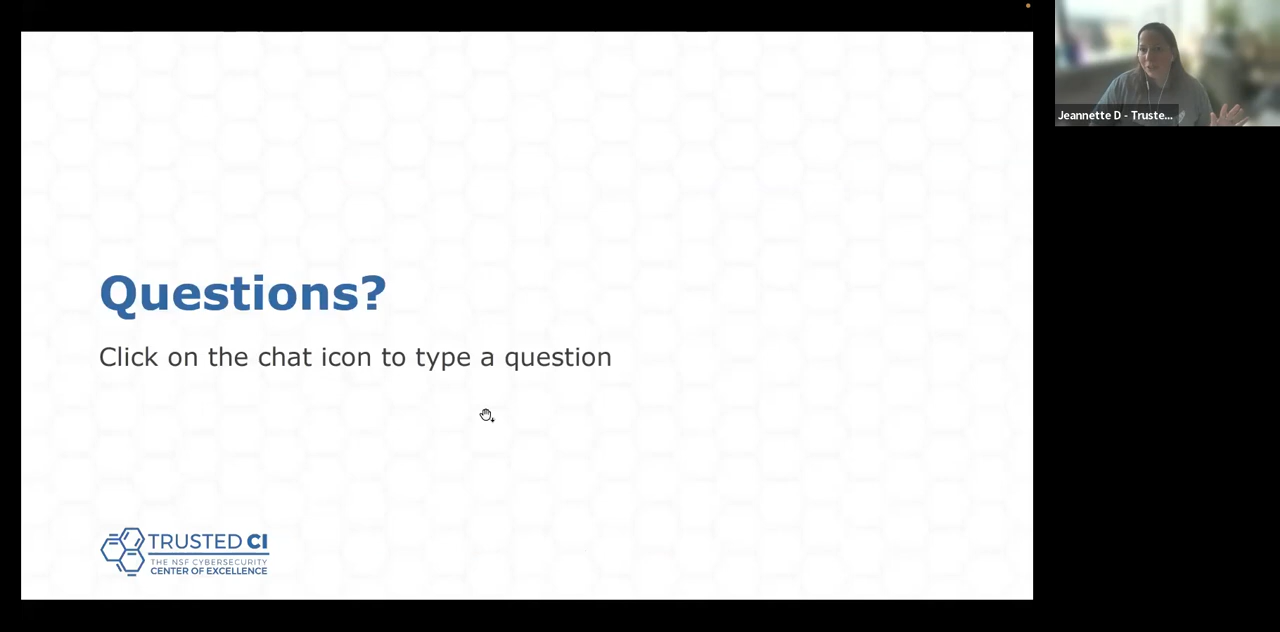 Questions?
Click on the chat icon to type a question
TRUSTED CI
THE NSF CYBERSECURITY
CENTER OF EXCELLENCE
Jeannette D - Truste...